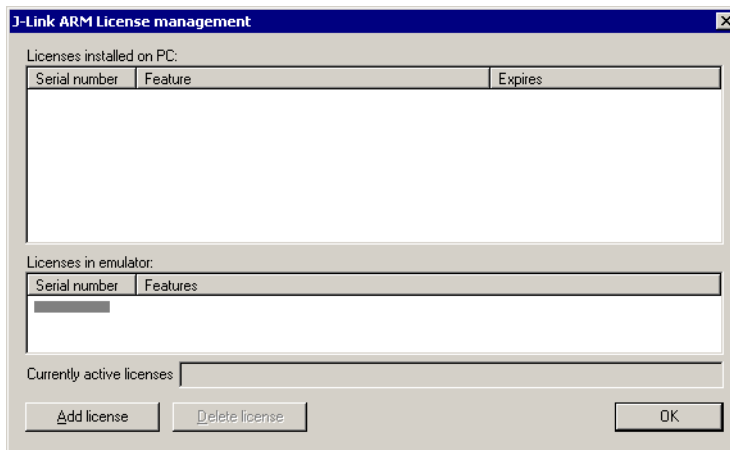 J-Link ARM License management
Licenses installed on PC:
Serial number Feature Expires
Licenses in emulator:
Serial number Features
Currently active licenses
Add license Delete license OK